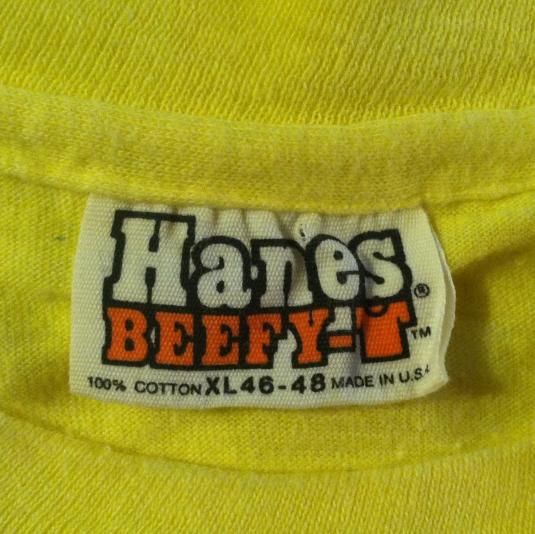 Hanes®
BEEFY-T™
100% COTTON XL 46-48 MADE IN U.S.A